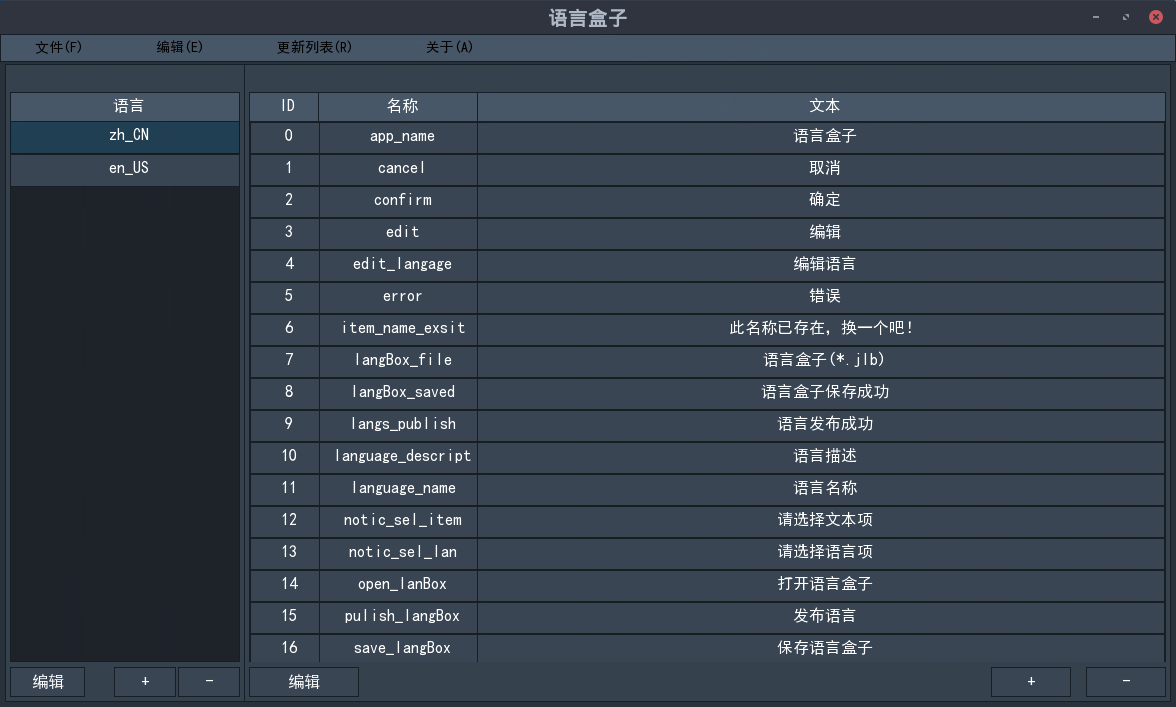 语言盒子
文件(F) 编辑(E) 更新列表(R) 关于(A)
语言
zh_CN
en_US
ID 名称 文本
0 app_name 语言盒子
1 cancel 取消
2 confirm 确定
3 edit 编辑
4 edit_langage 编辑语言
5 error 错误
6 item_name_exsit 此名称已存在，换一个吧！
7 langBox_file 语言盒子(*.jlb)
8 langBox_saved 语言盒子保存成功
9 langs_publish 语言发布成功
10 language_descript 语言描述
11 language_name 语言名称
12 notic_sel_item 请选择文本项
13 notic_sel_lan 请选择语言项
14 open_lanBox 打开语言盒子
15 pulish_langBox 发布语言
16 save_langBox 保存语言盒子
编辑 + - 编辑 + -